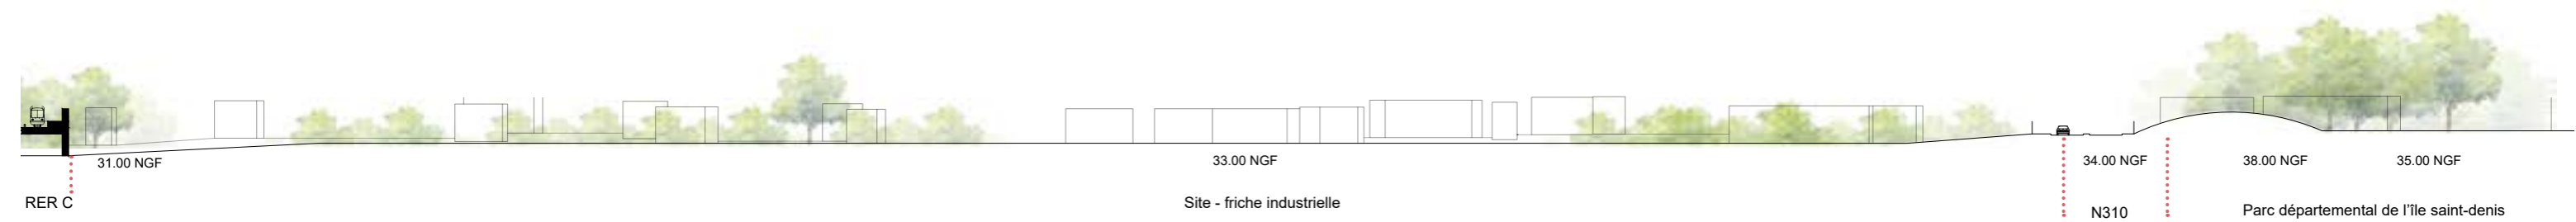 31.00 NGF
33.00 NGF
34.00 NGF
38.00 NGF
35.00 NGF
RER C
Site - friche industrielle
N310
Parc départemental de l'île saint-denis